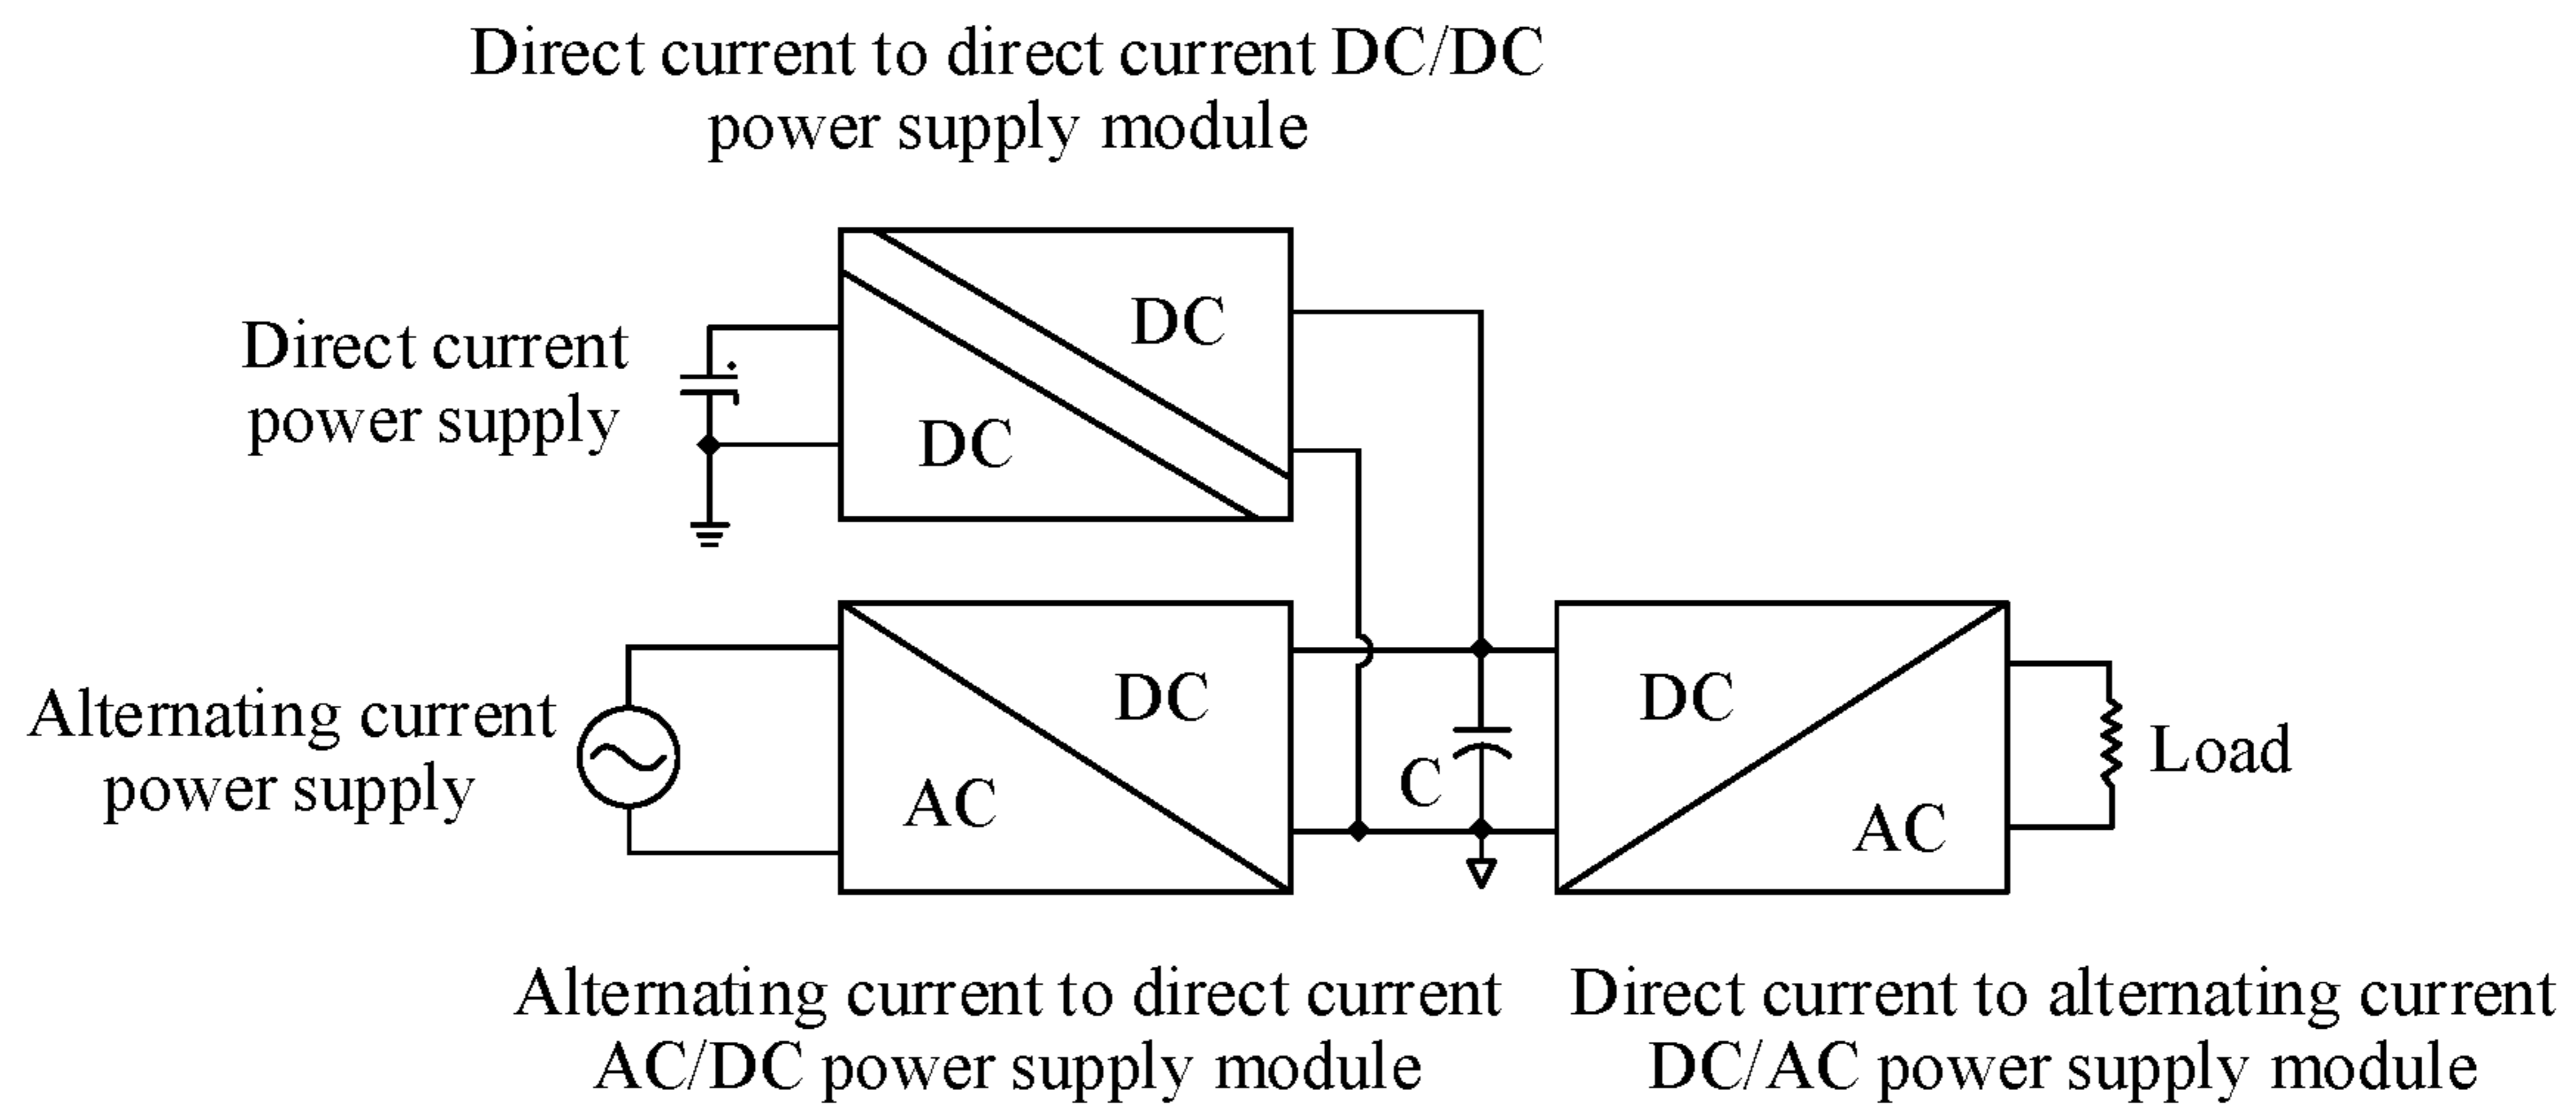 Direct current to direct current DC/DC
power supply module
DC
DC
Direct current
power supply
Alternating current
power supply
DC
AC
C
DC
AC
Load
Alternating current to direct current
AC/DC power supply module
Direct current to alternating current
DC/AC power supply module